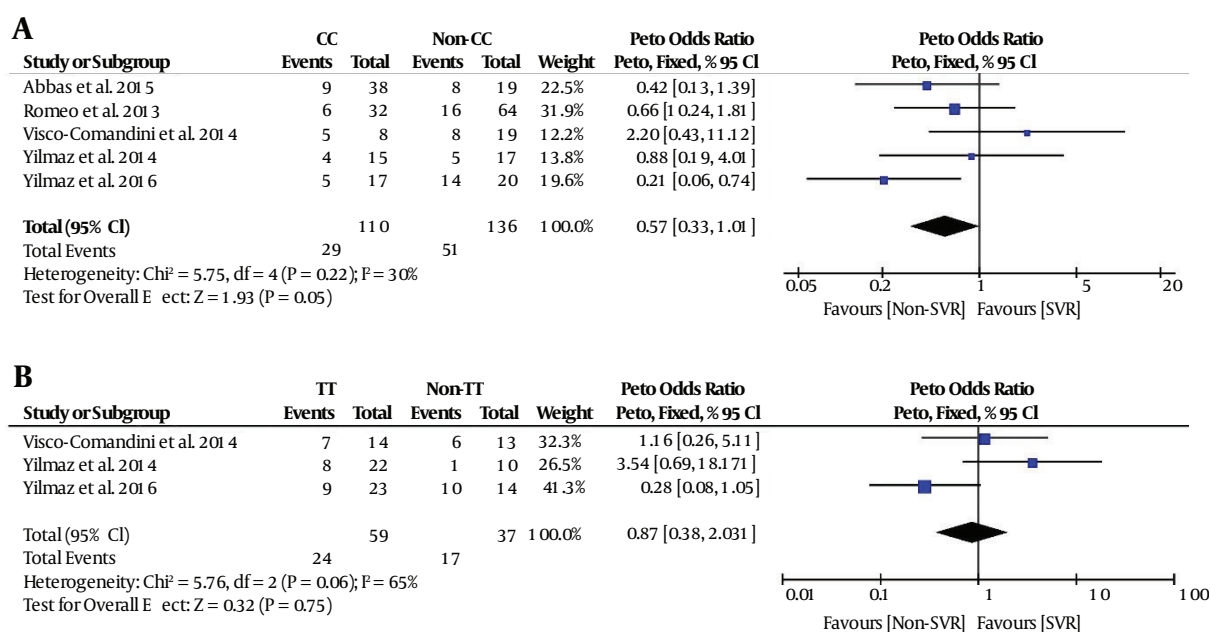 A
CC Non-CC Peto Odds Ratio Peto Odds Ratio
Study or Subgroup Events Total Events Total Weight Peto, Fixed, % 95 CI Peto, Fixed, % 95 CI
Abbas et al. 2015 9 38 8 19 22.5% 0.42 [0.13, 1.39]
Romeo et al. 2013 6 32 16 64 31.9% 0.66 [1 0.24, 1.81]
Visco-Comandini et al. 2014 5 8 8 19 12.2% 2.20 [0.43, 11.12]
Yilmaz et al. 2014 4 15 5 17 13.8% 0.88 [0.19, 4.01]
Yilmaz et al. 2016 5 17 14 20 19.6% 0.21 [0.06, 0.74]
Total (95% CI) 110 136 100.0% 0.57 [0.33, 1.01]
Total Events 29 51
Heterogeneity: Chi² = 5.75, df = 4 (P = 0.22); I² = 30%
Test for Overall E ect: Z = 1.93 (P = 0.05)
0.05 0.2 1 5 20
Favours [Non-SVR] Favours [SVR]
B
TT Non-TT Peto Odds Ratio Peto Odds Ratio
Study or Subgroup Events Total Events Total Weight Peto, Fixed, % 95 CI Peto, Fixed, % 95 CI
Visco-Comandini et al. 2014 7 14 6 13 32.3% 1.16 [0.26, 5.11]
Yilmaz et al. 2014 8 22 1 10 26.5% 3.54 [0.69, 18.171]
Yilmaz et al. 2016 9 23 10 14 41.3% 0.28 [0.08, 1.05]
Total (95% CI) 59 37 100.0% 0.87 [0.38, 2.031]
Total Events 24 17
Heterogeneity: Chi² = 5.76, df = 2 (P = 0.06); I² = 65%
Test for Overall E ect: Z = 0.32 (P = 0.75)
0.01 0.1 1 10 100
Favours [Non-SVR] Favours [SVR]